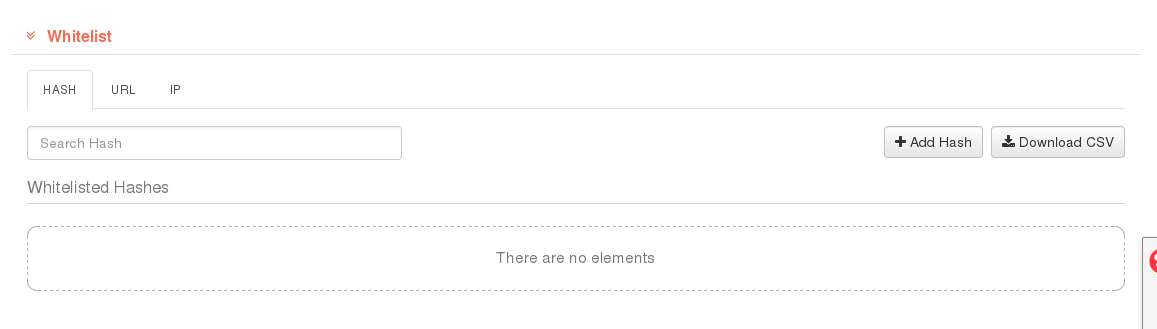 Whitelist
HASH URL IP
Search Hash
Add Hash Download CSV
Whitelisted Hashes
There are no elements